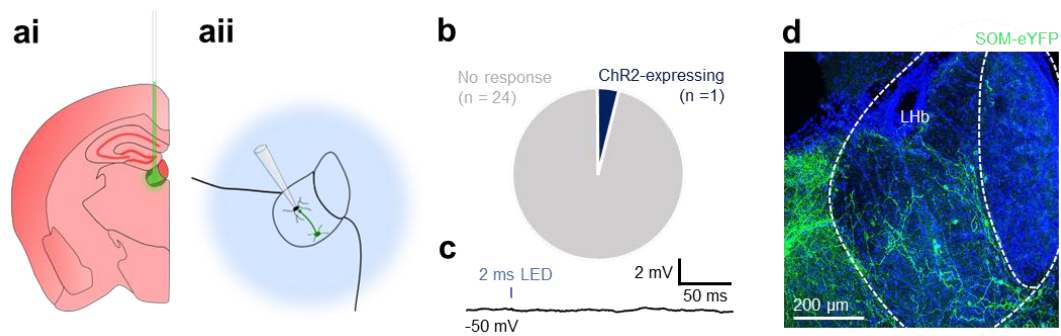 ai
aii
b
No response
(n = 24)
ChR2-expressing
(n =1)
c
2 ms LED
2 mV
50 ms
-50 mV
d
SOM-eYFP
LHb
200 µm